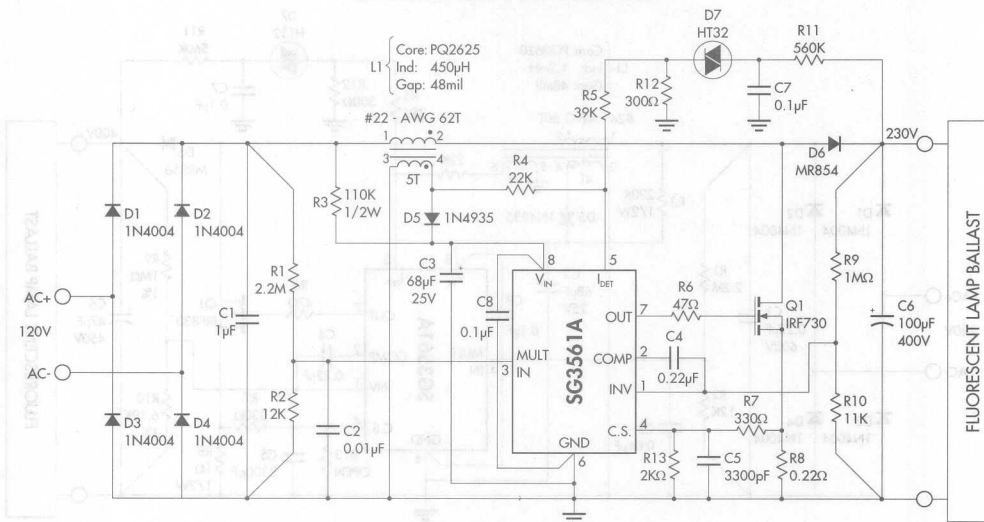 D7
HT32
R11
560K
Core: PQ2625
L1 { Ind: 450µH
Gap: 48mil
R12
300Ω
C7
0.1µF
R5
39K
#22 - AWG 62T
1 2
3 4
5T
230V
D6
MR854
R4
22K
R3
110K
1/2W
D5
1N4935
D1
1N4004
D2
1N4004
C3
68µF
25V
8
V_IN
5
I_DET
R9
1MΩ
R1
2.2M
C8
0.1µF
OUT
7
R6
47Ω
Q1
IRF730
C6
100µF
400V
AC+
120V
AC-
C1
1µF
MULT
IN
3
SG3561A
COMP
2
C4
0.22µF
INV
1
R2
12K
R7
330Ω
R10
11K
C.S.
4
D3
1N4004
D4
1N4004
C2
0.01µF
GND
6
R13
2KΩ
C5
3300pF
R8
0.22Ω
FLUORESCENT LAMP BALLAST